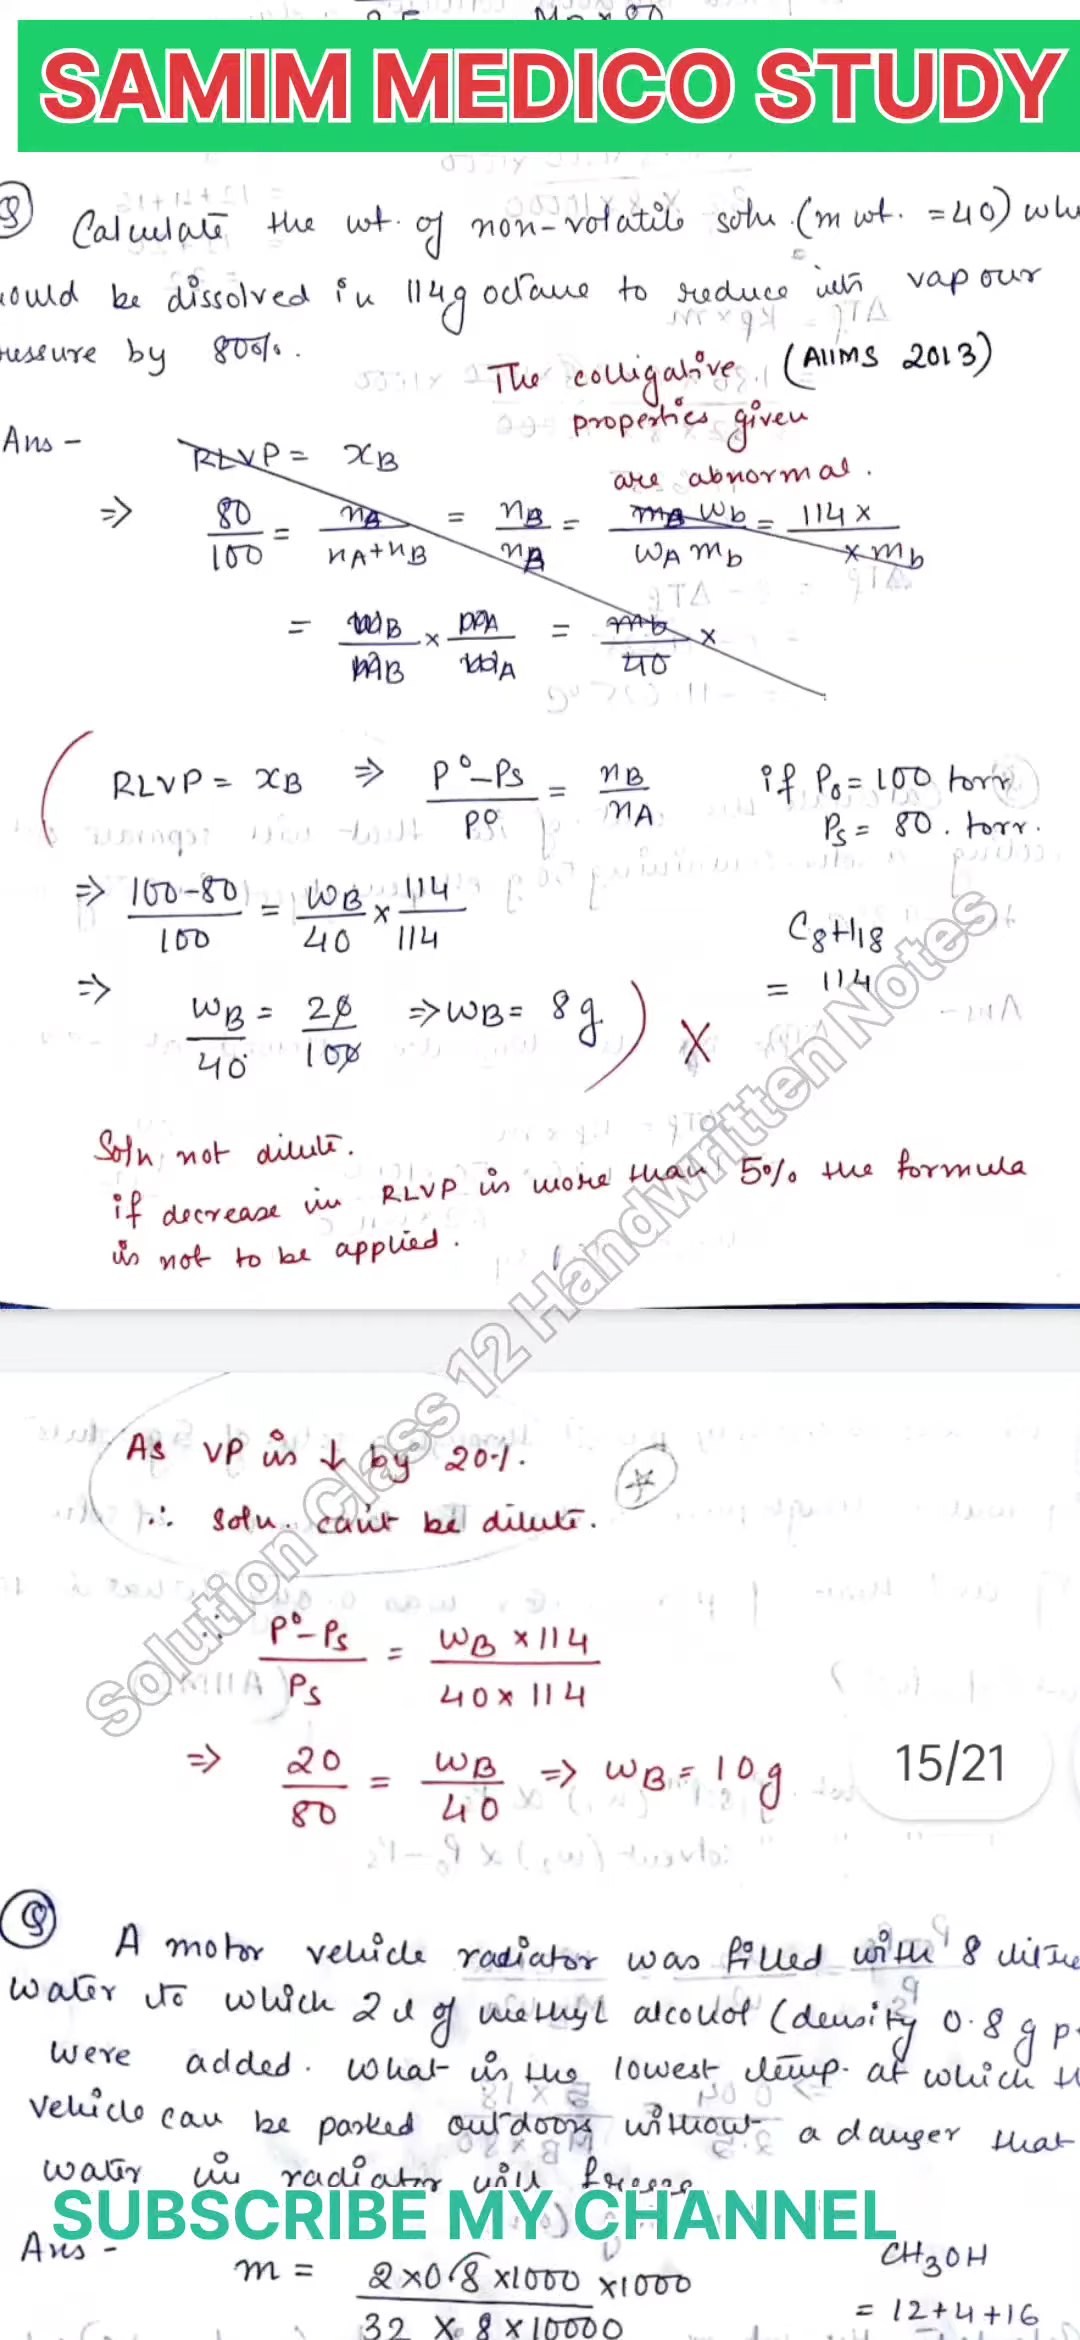 SAMIM MEDICO STUDY
Calculate the wt. of non-volatile soln. (m wt. = 40) whi
would be dissolved in 114g octane to reduce its vapour
ressure by 80%.
(AIIMS 2013)
The colligative
properties given
are abnormal.
Ans - RLVP = xB
⇒ 80/100 = nA/(nA+nB) = nB/nA = Wb/(WA mb) = 114 x / x mb
= WB/MB × MA/WA = mb/40 ×
RLVP = xB ⇒ (P°-Ps)/P° = nB/nA if P₀ = 100 torr
Ps = 80. torr.
⇒ (100-80)/100 = WB/40 × 114/114
C8H18
= 114
⇒ WB/40 = 20/100 ⇒ WB = 8g X
Soln not dilute.
if decrease in RLVP is more than 5% the formula
is not to be applied.
Solution Class 12 Handwritten Notes
As VP is ↓ by 20%.
∴ soln. can't be dilute.
∴ (P°-Ps)/Ps = (WB × 114)/(40 × 114)
⇒ 20/80 = WB/40 ⇒ WB = 10g
15/21
Q A motor vehicle radiator was filled with 8 litre
water to which 2 l of methyl alcohol (density 0.8 g p
were added. What is the lowest temp. at which t
vehicle can be parked outdoors without a danger that
water in radiator will freeze
SUBSCRIBE MY CHANNEL
Ans - m = (2×0.8×1000)/(32 × 8×10000) ×1000
CH3OH
= 12+4+16